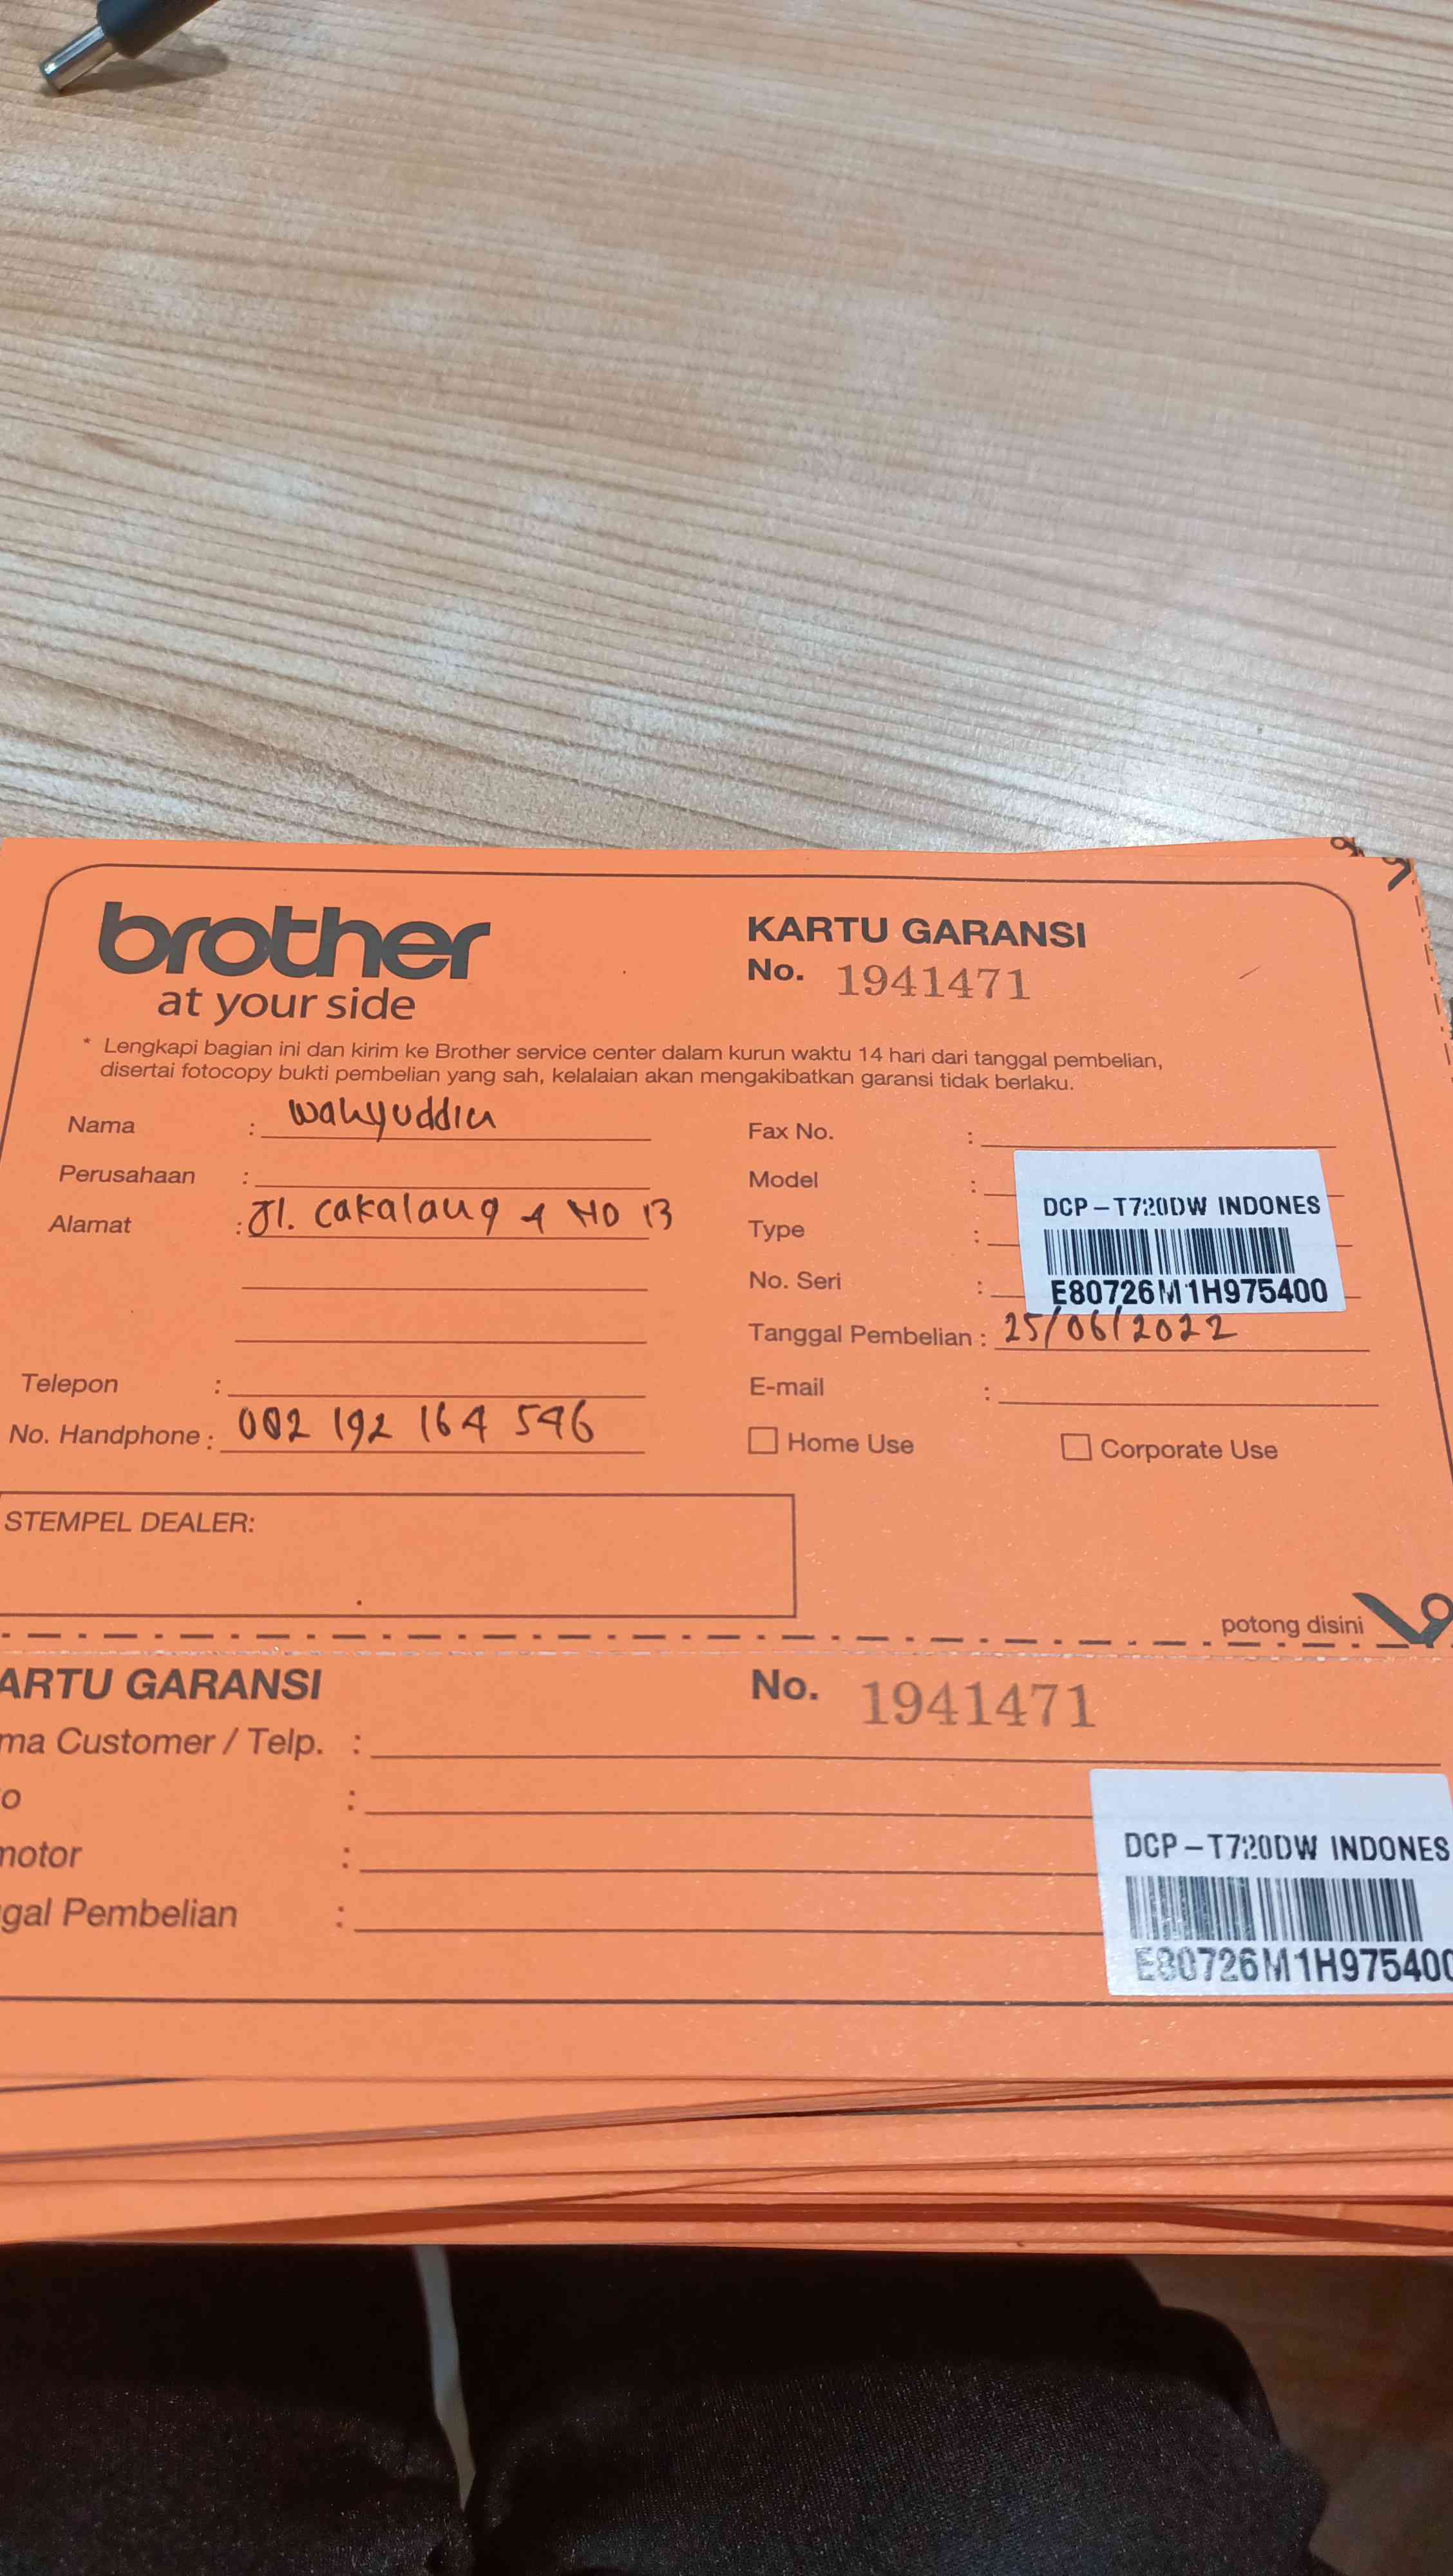 brother
at your side
KARTU GARANSI
No. 1941471
* Lengkapi bagian ini dan kirim ke Brother service center dalam kurun waktu 14 hari dari tanggal pembelian,
disertai fotocopy bukti pembelian yang sah, kelalaian akan mengakibatkan garansi tidak berlaku.
Nama : Wahyuddin
Perusahaan :
Alamat : Jl. Cakalang 4 NO 13
Telepon :
No. Handphone : 082 192 164 546
Fax No. :
Model : DCP-T720DW INDONES
Type :
No. Seri : E80726M1H975400
Tanggal Pembelian : 25/06/2022
E-mail :
Home Use
Corporate Use
STEMPEL DEALER:
potong disini
ARTU GARANSI
No. 1941471
ma Customer / Telp. :
o :
motor :
gal Pembelian :
DCP-T720DW INDONES
E80726M1H975400